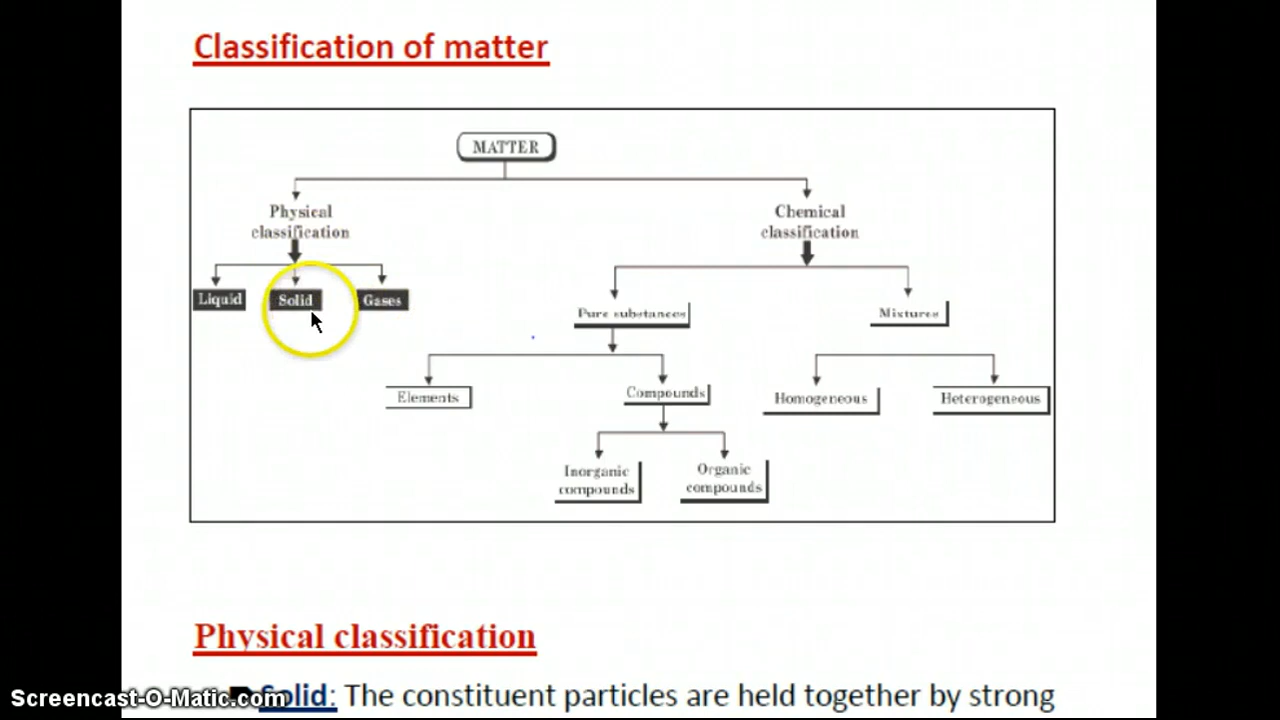 Classification of matter
MATTER
Physical
classification
Chemical
classification
Liquid
Solid
Gases
Pure substances
Mixtures
Elements
Compounds
Homogeneous
Heterogeneous
Inorganic
compounds
Organic
compounds
Physical classification
Solid: The constituent particles are held together by strong
Screencast-O-Matic.com